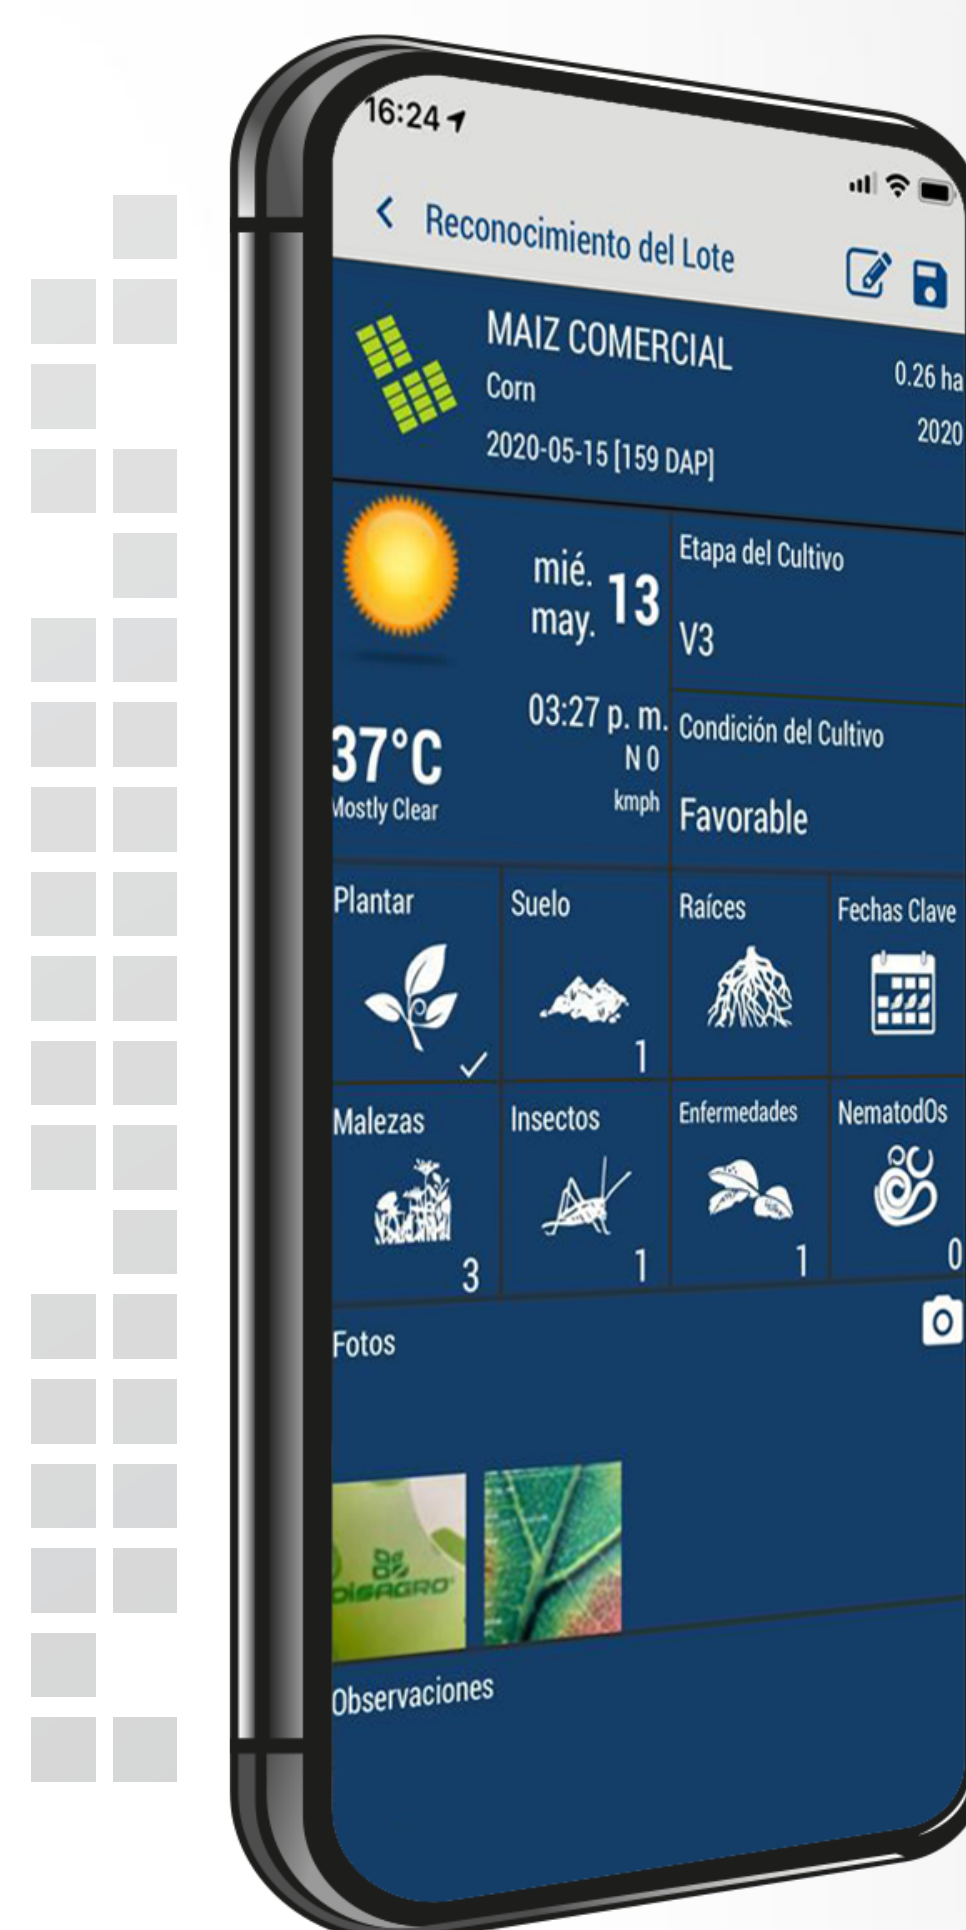 16:24
Reconocimiento del Lote
MAIZ COMERCIAL
0.26 ha
Corn
2020
2020-05-15 [159 DAP]
mié.
may. 13
03:27 p. m.
N 0
kmph
37°C
Mostly Clear
Etapa del Cultivo
V3
Condición del Cultivo
Favorable
Plantar
Suelo
1
Raíces
Fechas Clave
Malezas
3
Insectos
1
Enfermedades
1
NematodOs
0
Fotos
DISAGRO
Observaciones